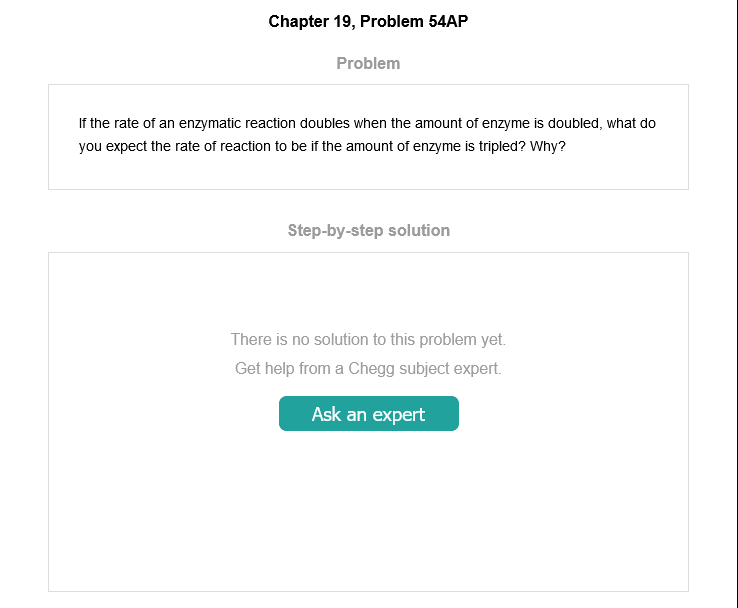 Chapter 19, Problem 54AP
Problem
If the rate of an enzymatic reaction doubles when the amount of enzyme is doubled, what do
you expect the rate of reaction to be if the amount of enzyme is tripled? Why?
Step-by-step solution
There is no solution to this problem yet.
Get help from a Chegg subject expert.
Ask an expert